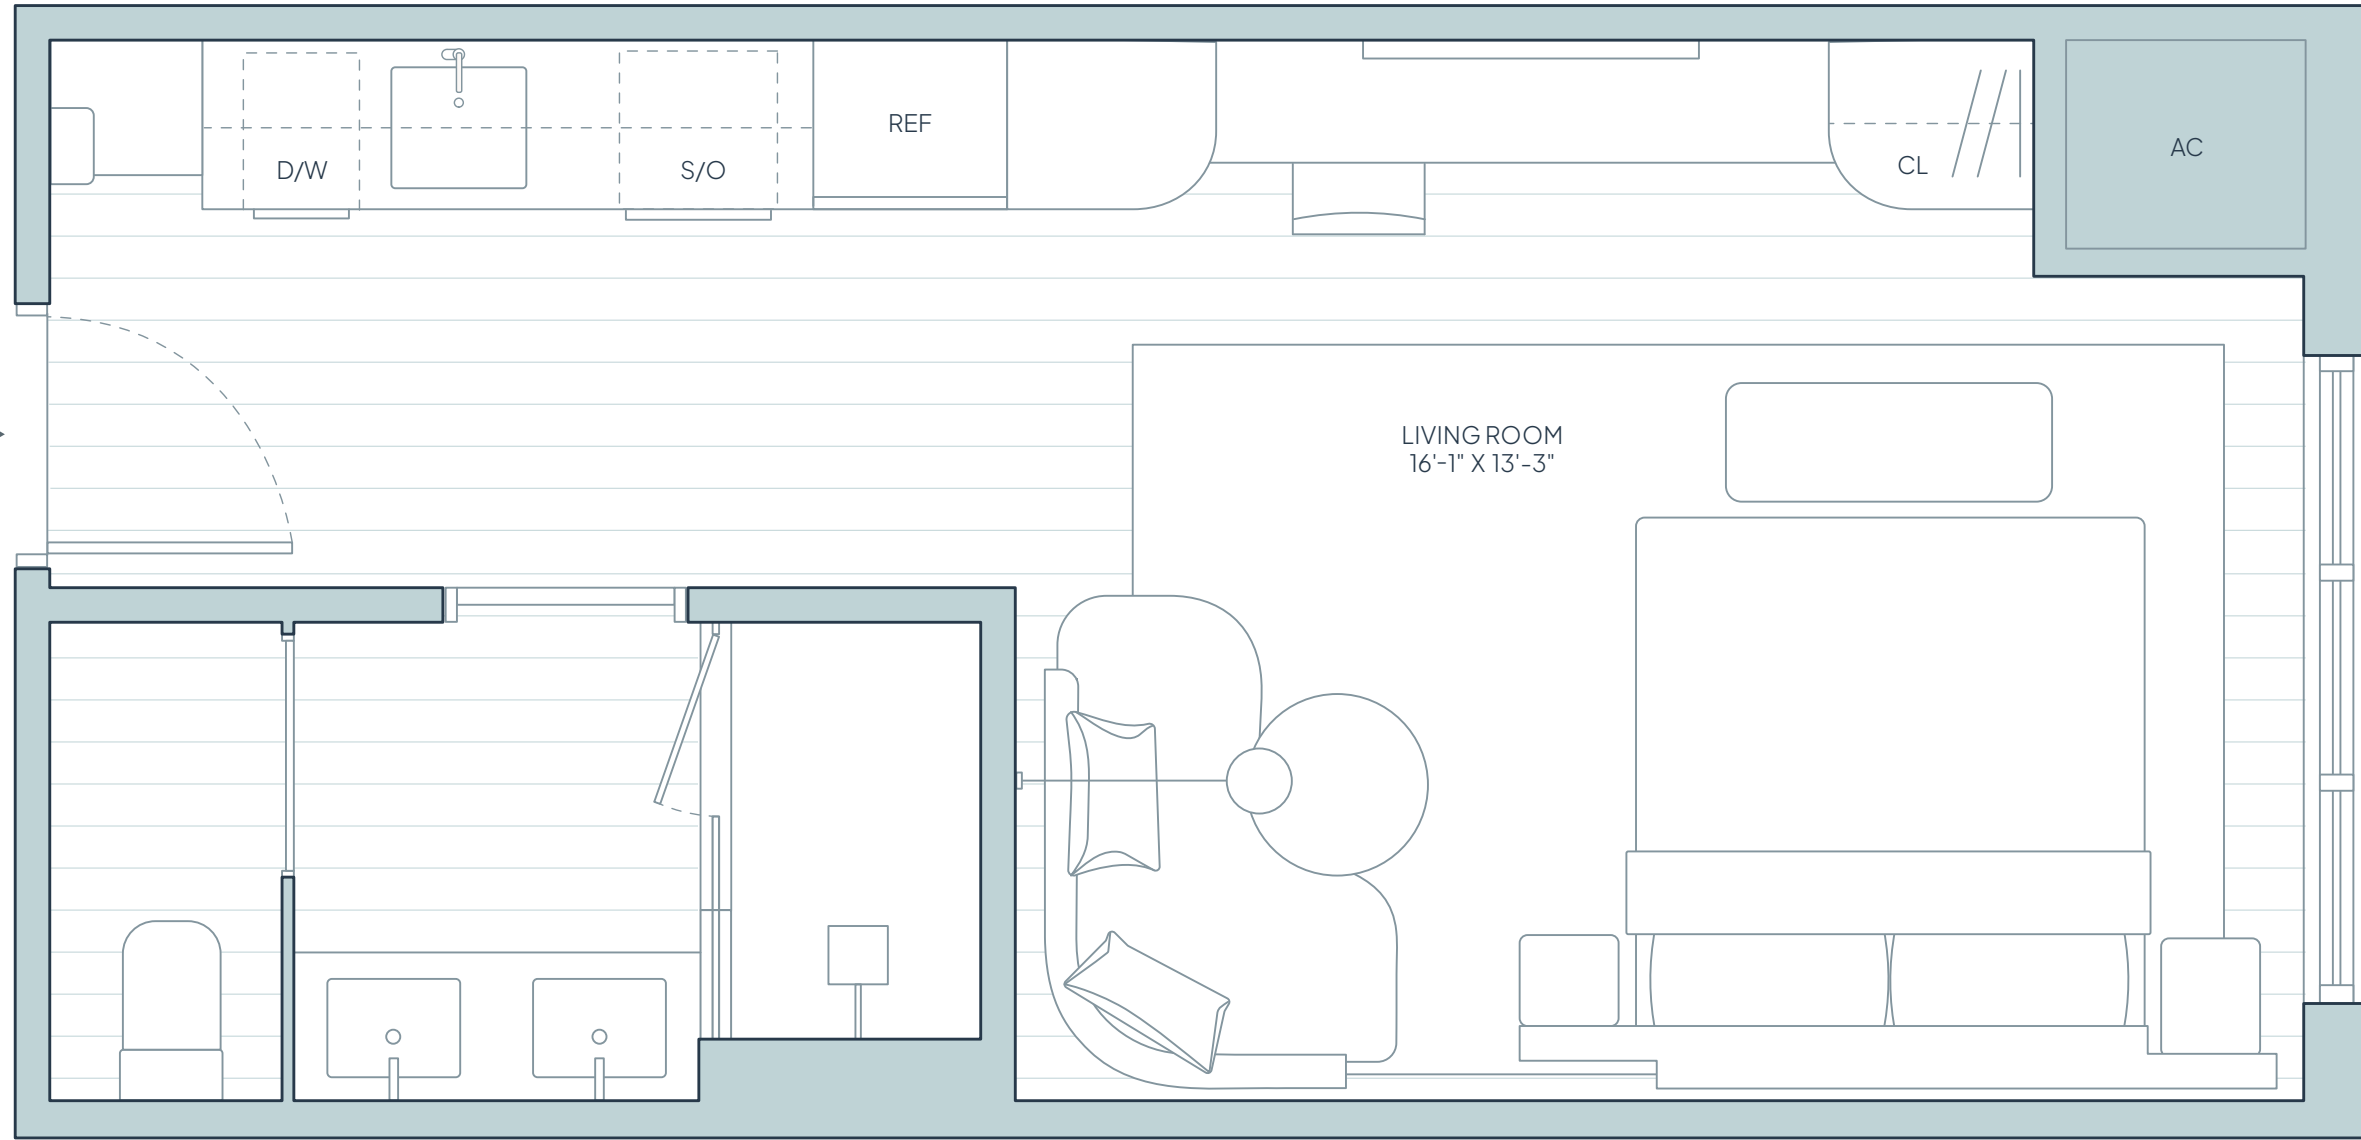 D/W
S/O
REF
CL
AC
LIVING ROOM
16'-1" X 13'-3"